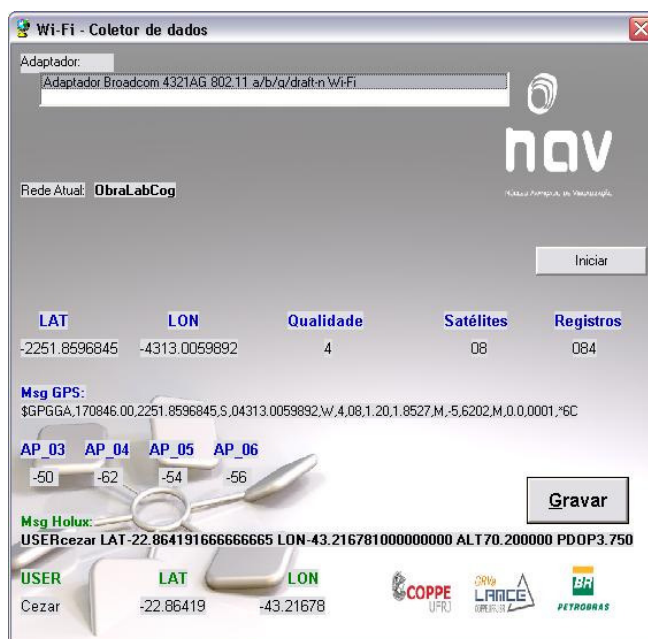 Wi-Fi - Coletor de dados
Adaptador:
Adaptador Broadcom 4321AG 802.11 a/b/g/draft-n Wi-Fi
nav
Rede Atual: ObraLabCog
Iniciar
LAT LON Qualidade Satélites Registros
-2251.8596845 -4313.0059892 4 08 084
Msg GPS:
$GPGGA,170846.00,2251.8596845,S,04313.0059892,W,4,08,1.20,1.8527,M,-5,6202,M,0.0,0001,*6C
AP_03 AP_04 AP_05 AP_06
-50 -62 -54 -56
Gravar
Msg Holux:
USERcezar LAT-22.864191666666665 LON-43.216781000000000 ALT70.200000 PDOP3.750
USER LAT LON
Cezar -22.86419 -43.21678
COPPE
UFRJ
GRVa
LAMCE
BR
PETROBRAS